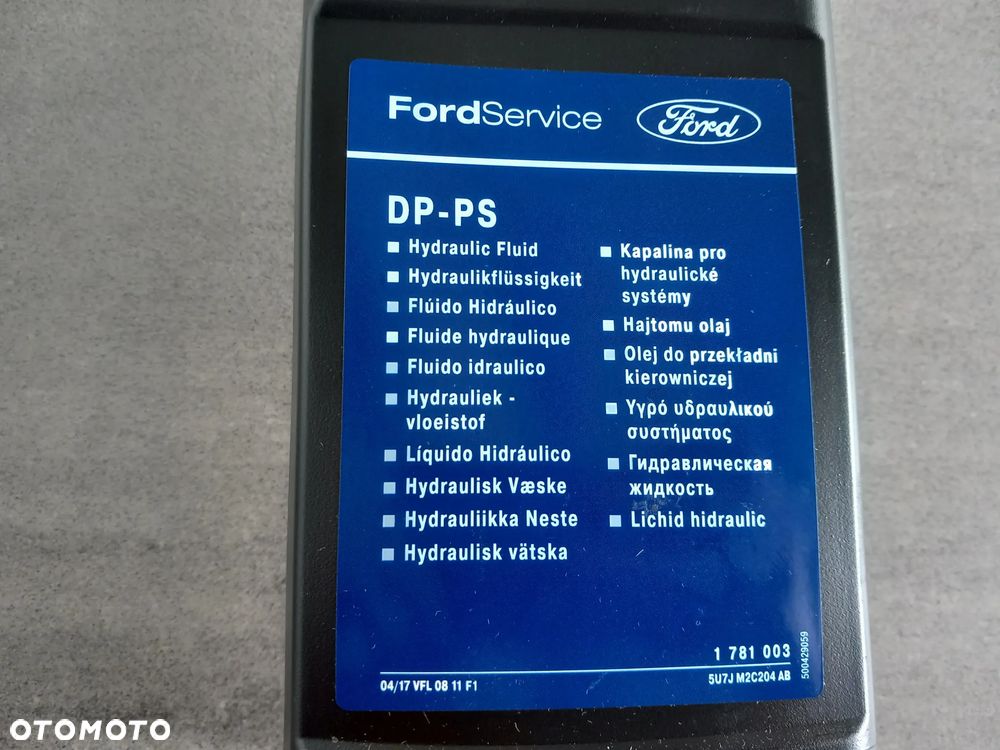 FordService
Ford
DP-PS
Hydraulic Fluid
Hydraulikflüssigkeit
Flúido Hidráulico
Fluide hydraulique
Fluido idraulico
Hydrauliek -
vloeistof
Líquido Hidráulico
Hydraulisk Væske
Hydrauliikka Neste
Hydraulisk vätska
Kapalina pro
hydraulické
systémy
Hajtomu olaj
Olej do przekładni
kierowniczej
Υγρό υδραυλικού
συστήματος
Гидравлическая
жидкость
Lichid hidraulic
1 781 003
04/17 VFL 08 11 F1
5U7J M2C204 AB
500429059
OTOMOTO